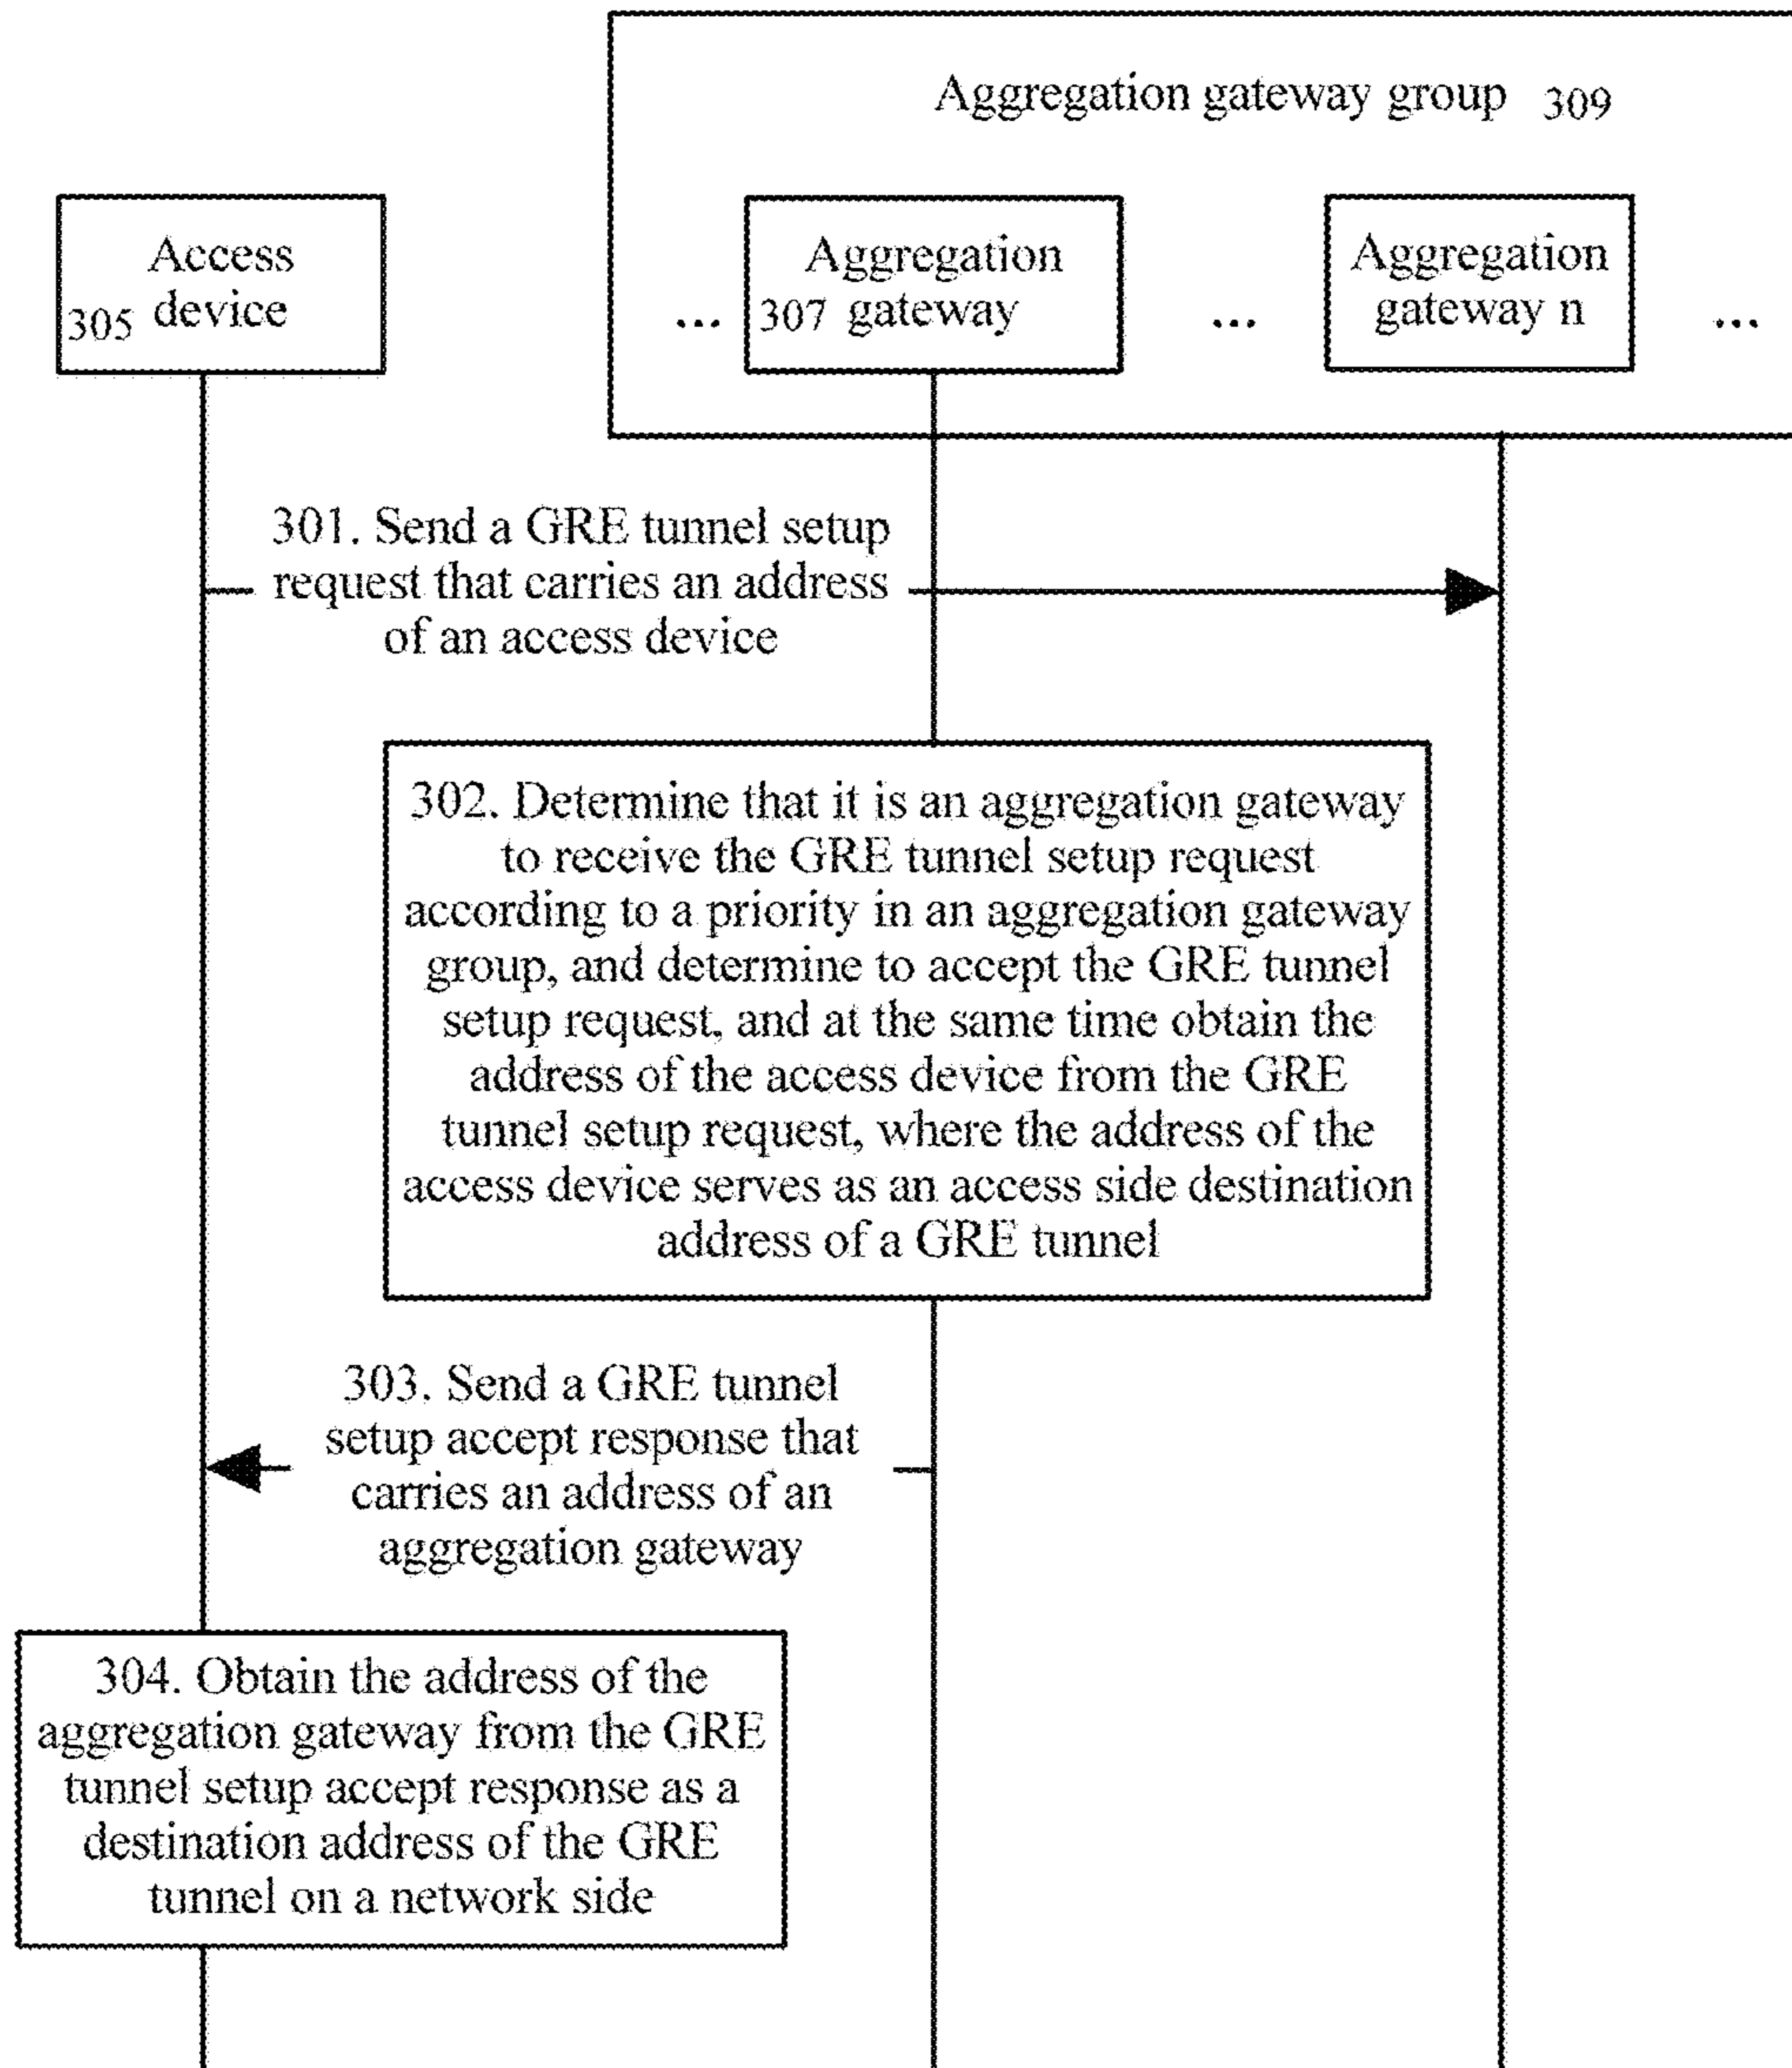 Aggregation gateway group 309
Access
305 device
Aggregation
... 307 gateway ...
Aggregation
gateway n ...
301. Send a GRE tunnel setup
request that carries an address
of an access device
302. Determine that it is an aggregation gateway
to receive the GRE tunnel setup request
according to a priority in an aggregation gateway
group, and determine to accept the GRE tunnel
setup request, and at the same time obtain the
address of the access device from the GRE
tunnel setup request, where the address of the
access device serves as an access side destination
address of a GRE tunnel
303. Send a GRE tunnel
setup accept response that
carries an address of an
aggregation gateway
304. Obtain the address of the
aggregation gateway from the GRE
tunnel setup accept response as a
destination address of the GRE
tunnel on a network side